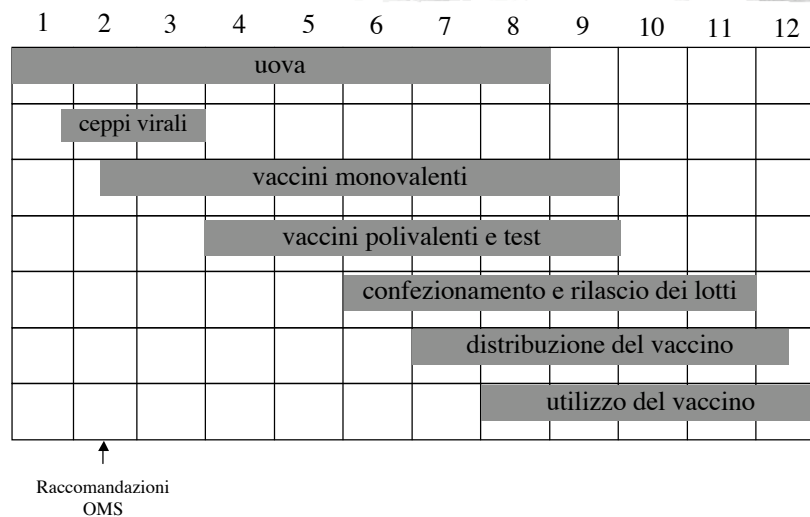 1 2 3 4 5 6 7 8 9 10 11 12
uova
ceppi virali
vaccini monovalenti
vaccini polivalenti e test
confezionamento e rilascio dei lotti
distribuzione del vaccino
utilizzo del vaccino
Raccomandazioni
OMS